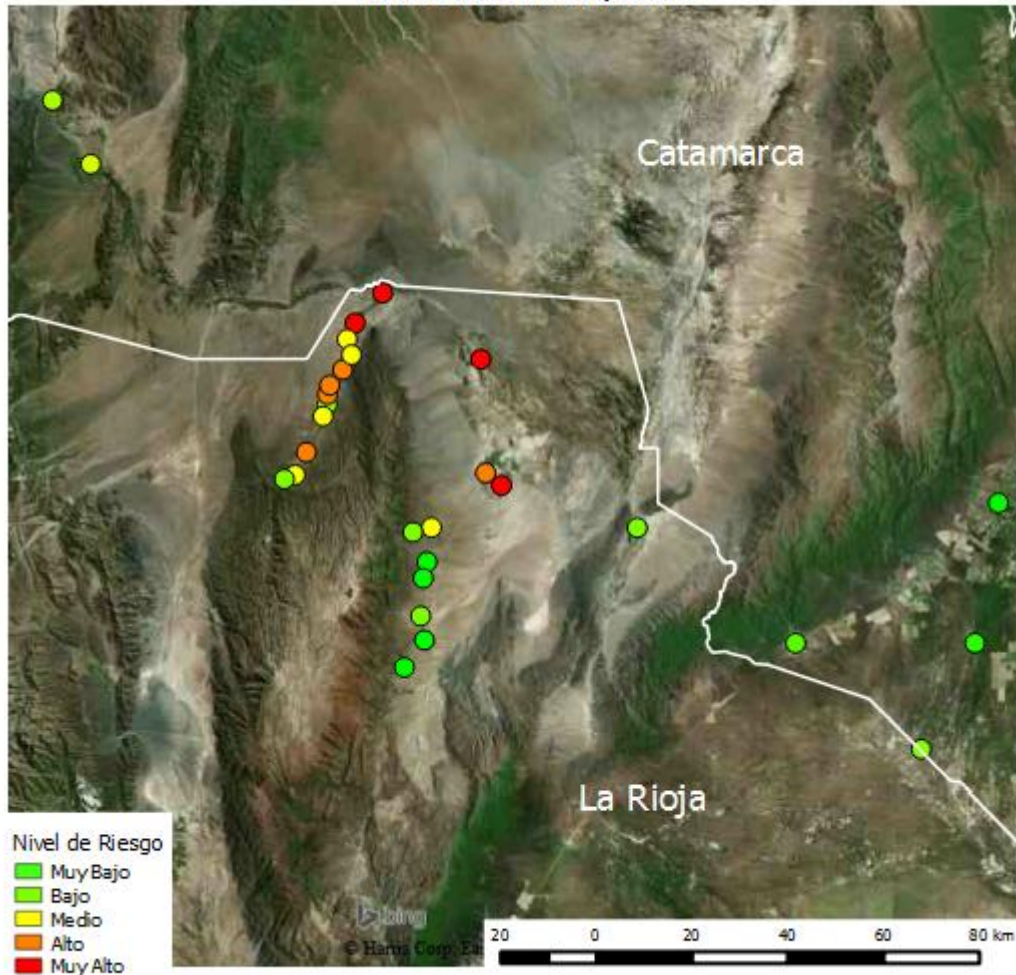 Catamarca
La Rioja
Nivel de Riesgo
Muy Bajo
Bajo
Medio
Alto
Muy Alto
bing
© Harris Corp, Ea
20 0 20 40 60 80 km